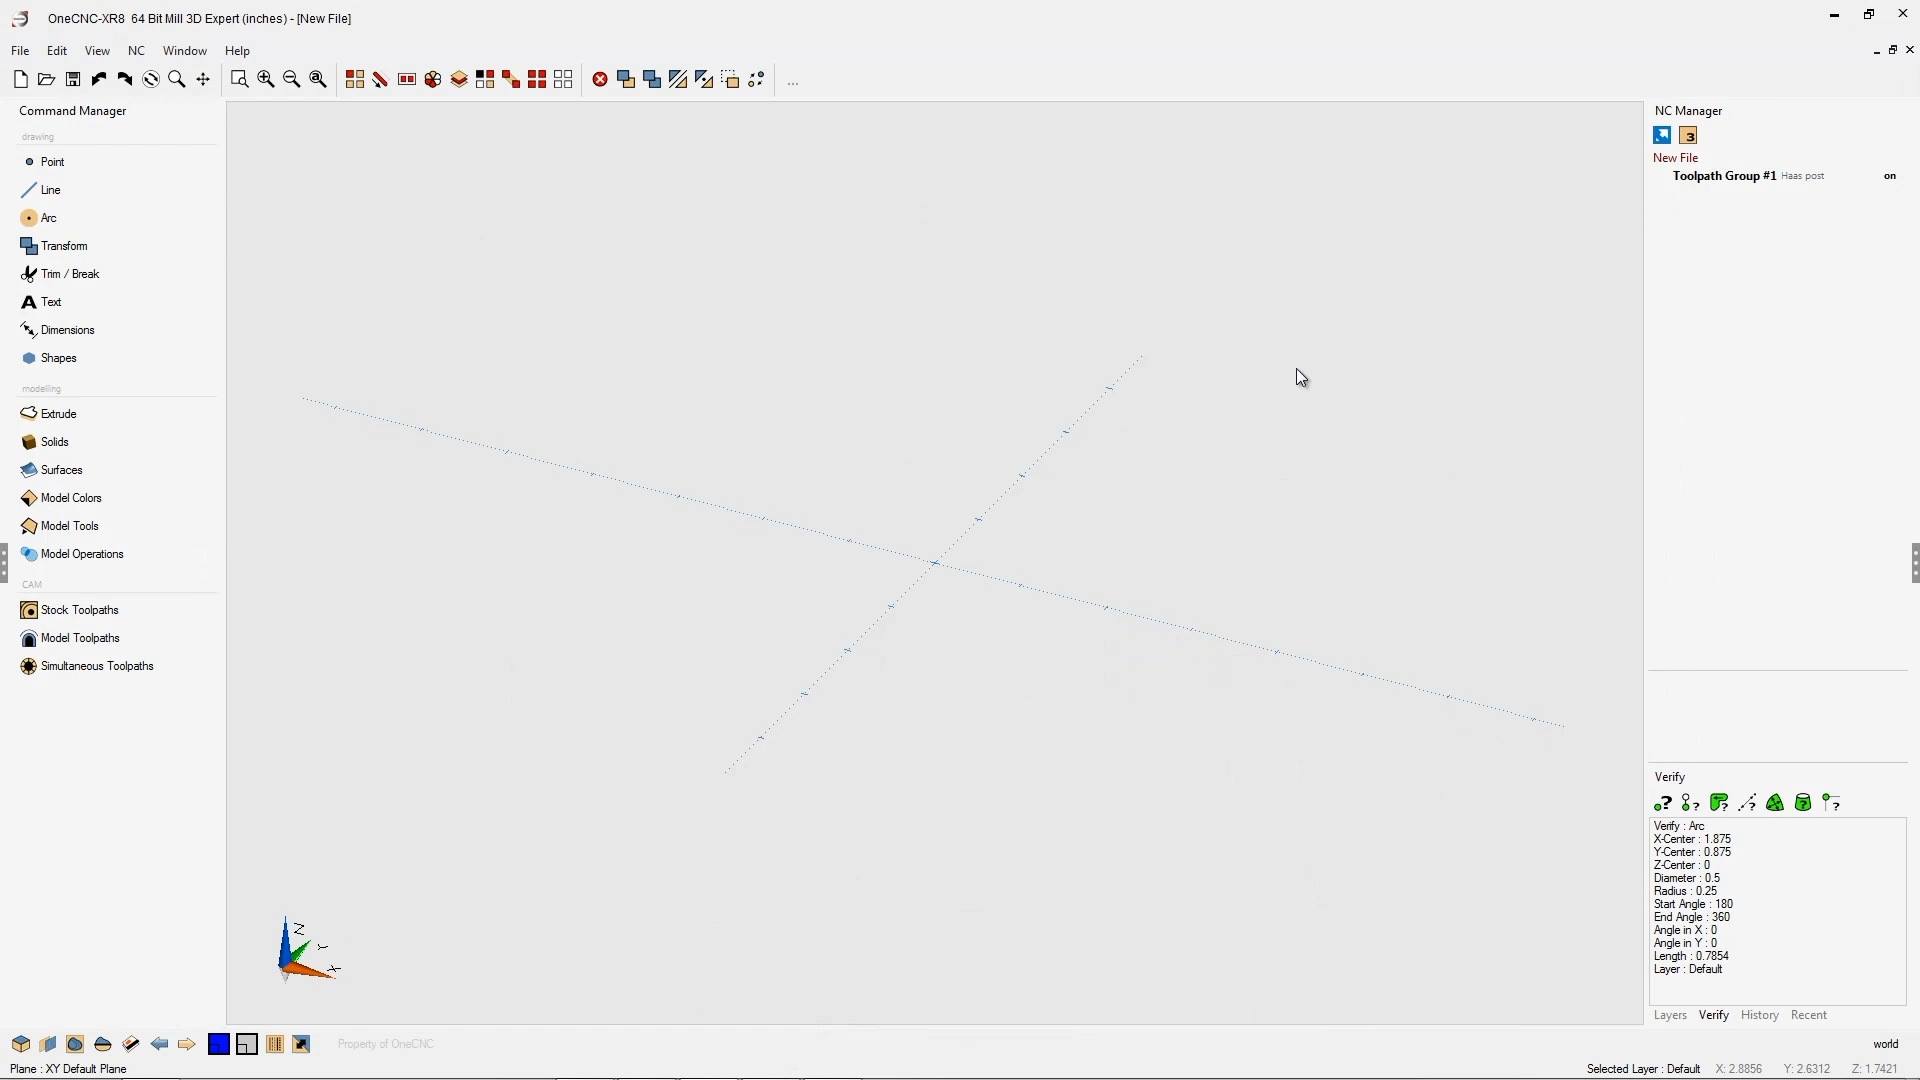 OneCNC-XR8 64 Bit Mill 3D Expert (inches) - [New File]
File Edit View NC Window Help
...
Command Manager
drawing
Point
Line
Arc
Transform
Trim / Break
Text
Dimensions
Shapes
modelling
Extrude
Solids
Surfaces
Model Colors
Model Tools
Model Operations
CAM
Stock Toolpaths
Model Toolpaths
Simultaneous Toolpaths
Z
Y
X
NC Manager
3
New File
Toolpath Group #1 Haas post on
Verify
Verify : Arc
X-Center : 1.875
Y-Center : 0.875
Z-Center : 0
Diameter : 0.5
Radius : 0.25
Start Angle : 180
End Angle : 360
Angle in X : 0
Angle in Y : 0
Length : 0.7854
Layer : Default
Layers Verify History Recent
Property of OneCNC
world
Plane : XY Default Plane
Selected Layer : Default X: 2.8856 Y: 2.6312 Z: 1.7421